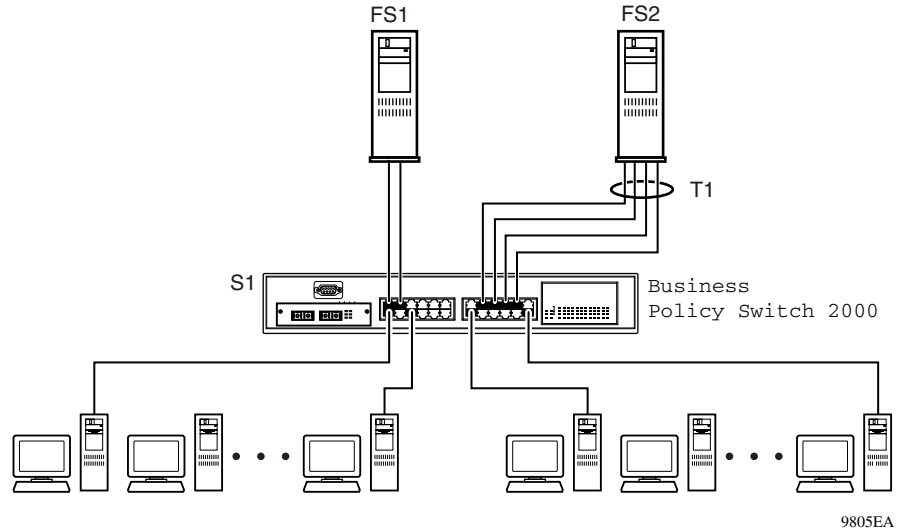 FS1
FS2
T1
S1
Business
Policy Switch 2000
9805EA